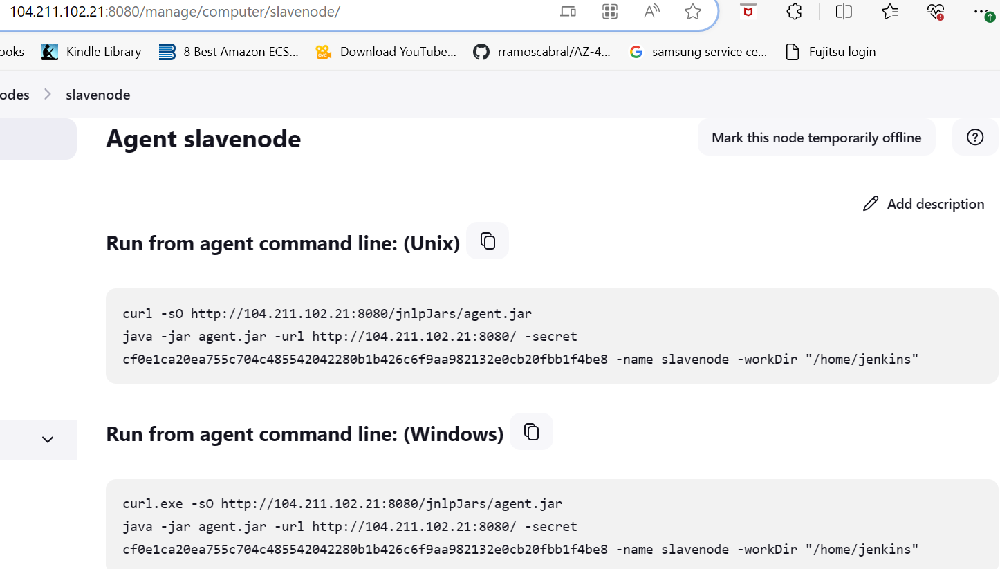 104.211.102.21:8080/manage/computer/slavenode/
ooks Kindle Library 8 Best Amazon ECS... Download YouTube... rramoscabral/AZ-4... samsung service ce... Fujitsu login
odes > slavenode
Agent slavenode
Mark this node temporarily offline
Add description
Run from agent command line: (Unix)
curl -sO http://104.211.102.21:8080/jnlpJars/agent.jar
java -jar agent.jar -url http://104.211.102.21:8080/ -secret
cf0e1ca20ea755c704c485542042280b1b426c6f9aa982132e0cb20fbb1f4be8 -name slavenode -workDir "/home/jenkins"
Run from agent command line: (Windows)
curl.exe -sO http://104.211.102.21:8080/jnlpJars/agent.jar
java -jar agent.jar -url http://104.211.102.21:8080/ -secret
cf0e1ca20ea755c704c485542042280b1b426c6f9aa982132e0cb20fbb1f4be8 -name slavenode -workDir "/home/jenkins"